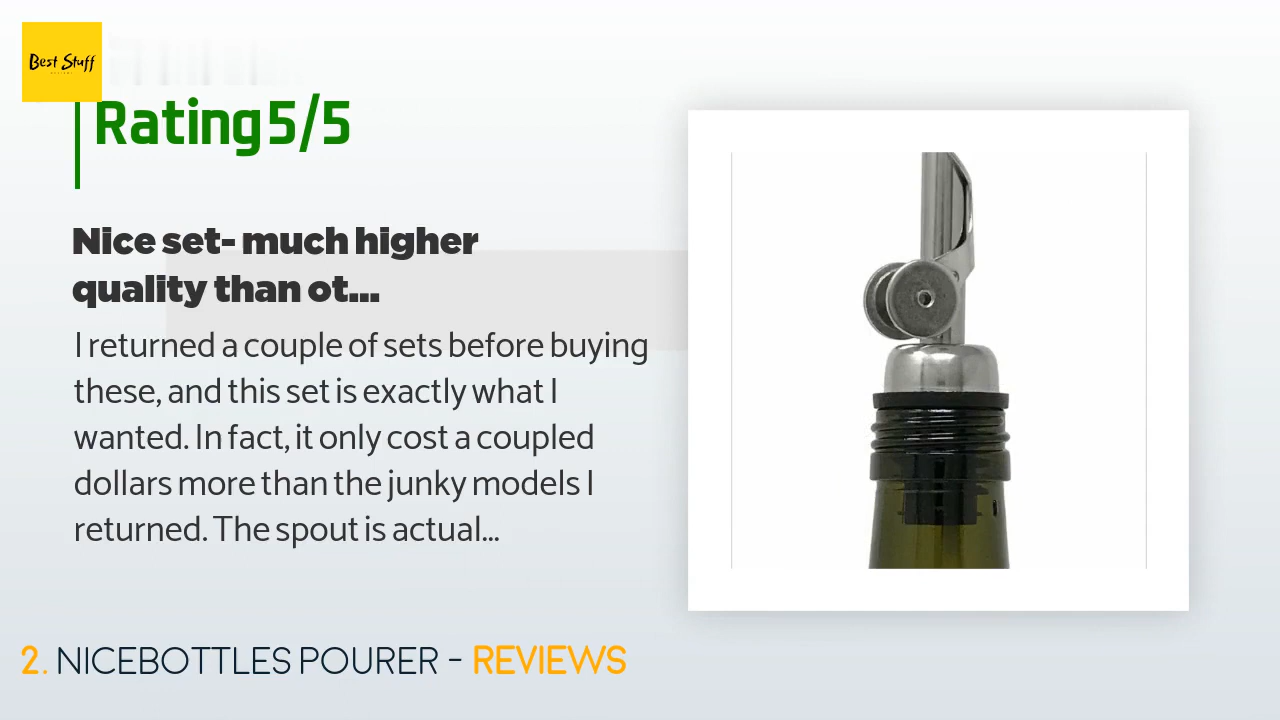 Best Stuff
Rating 5/5
Nice set- much higher
quality than ot...
I returned a couple of sets before buying
these, and this set is exactly what I
wanted. In fact, it only cost a coupled
dollars more than the junky models I
returned. The spout is actual...
2. NICEBOTTLES POURER - REVIEWS